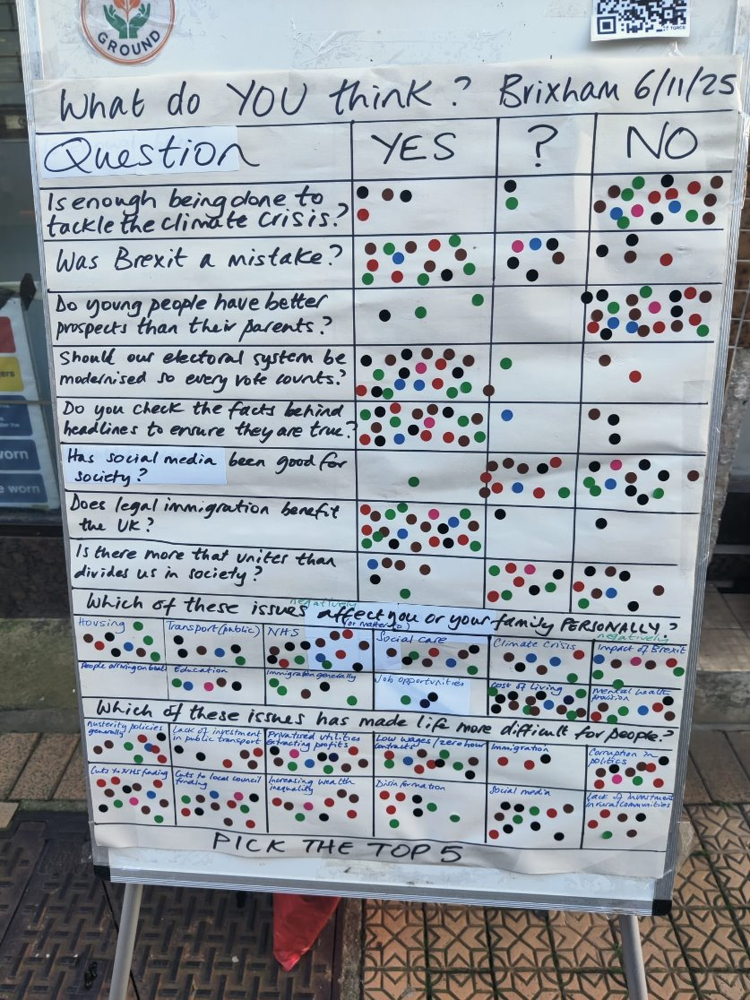 GROUND
What do YOU think? Brixham 6/11/25
Question YES ? NO
Is enough being done to
tackle the climate crisis?
Was Brexit a mistake?
Do young people have better
prospects than their parents?
Should our electoral system be
modernised so every vote counts?
Do you check the facts behind
headlines to ensure they are true?
Has social media been good for
society?
Does legal immigration benefit
the UK?
Is there more that unites than
divides us in society?
negatively
Which of these issues affect you or your family PERSONALLY?
(or matter to)
negatively
Housing
Transport (public)
NHS
Social care
Climate Crisis
Impact of Brexit
People arriving on boats
Education
Immigration generally
Job opportunities
Cost of living
Mental health
provision
Which of these issues has made life more difficult for people?
Austerity policies
generally
Lack of investment
in public transport
Privatised utilities
extracting profits
Low wages/zero hour
contracts
Immigration
Corruption in
politics
Cuts to NHS funding
Cuts to local council
funding
Increasing wealth
inequality
Disinformation
Social media
Lack of investment
in rural communities
PICK THE TOP 5
worn
e worn